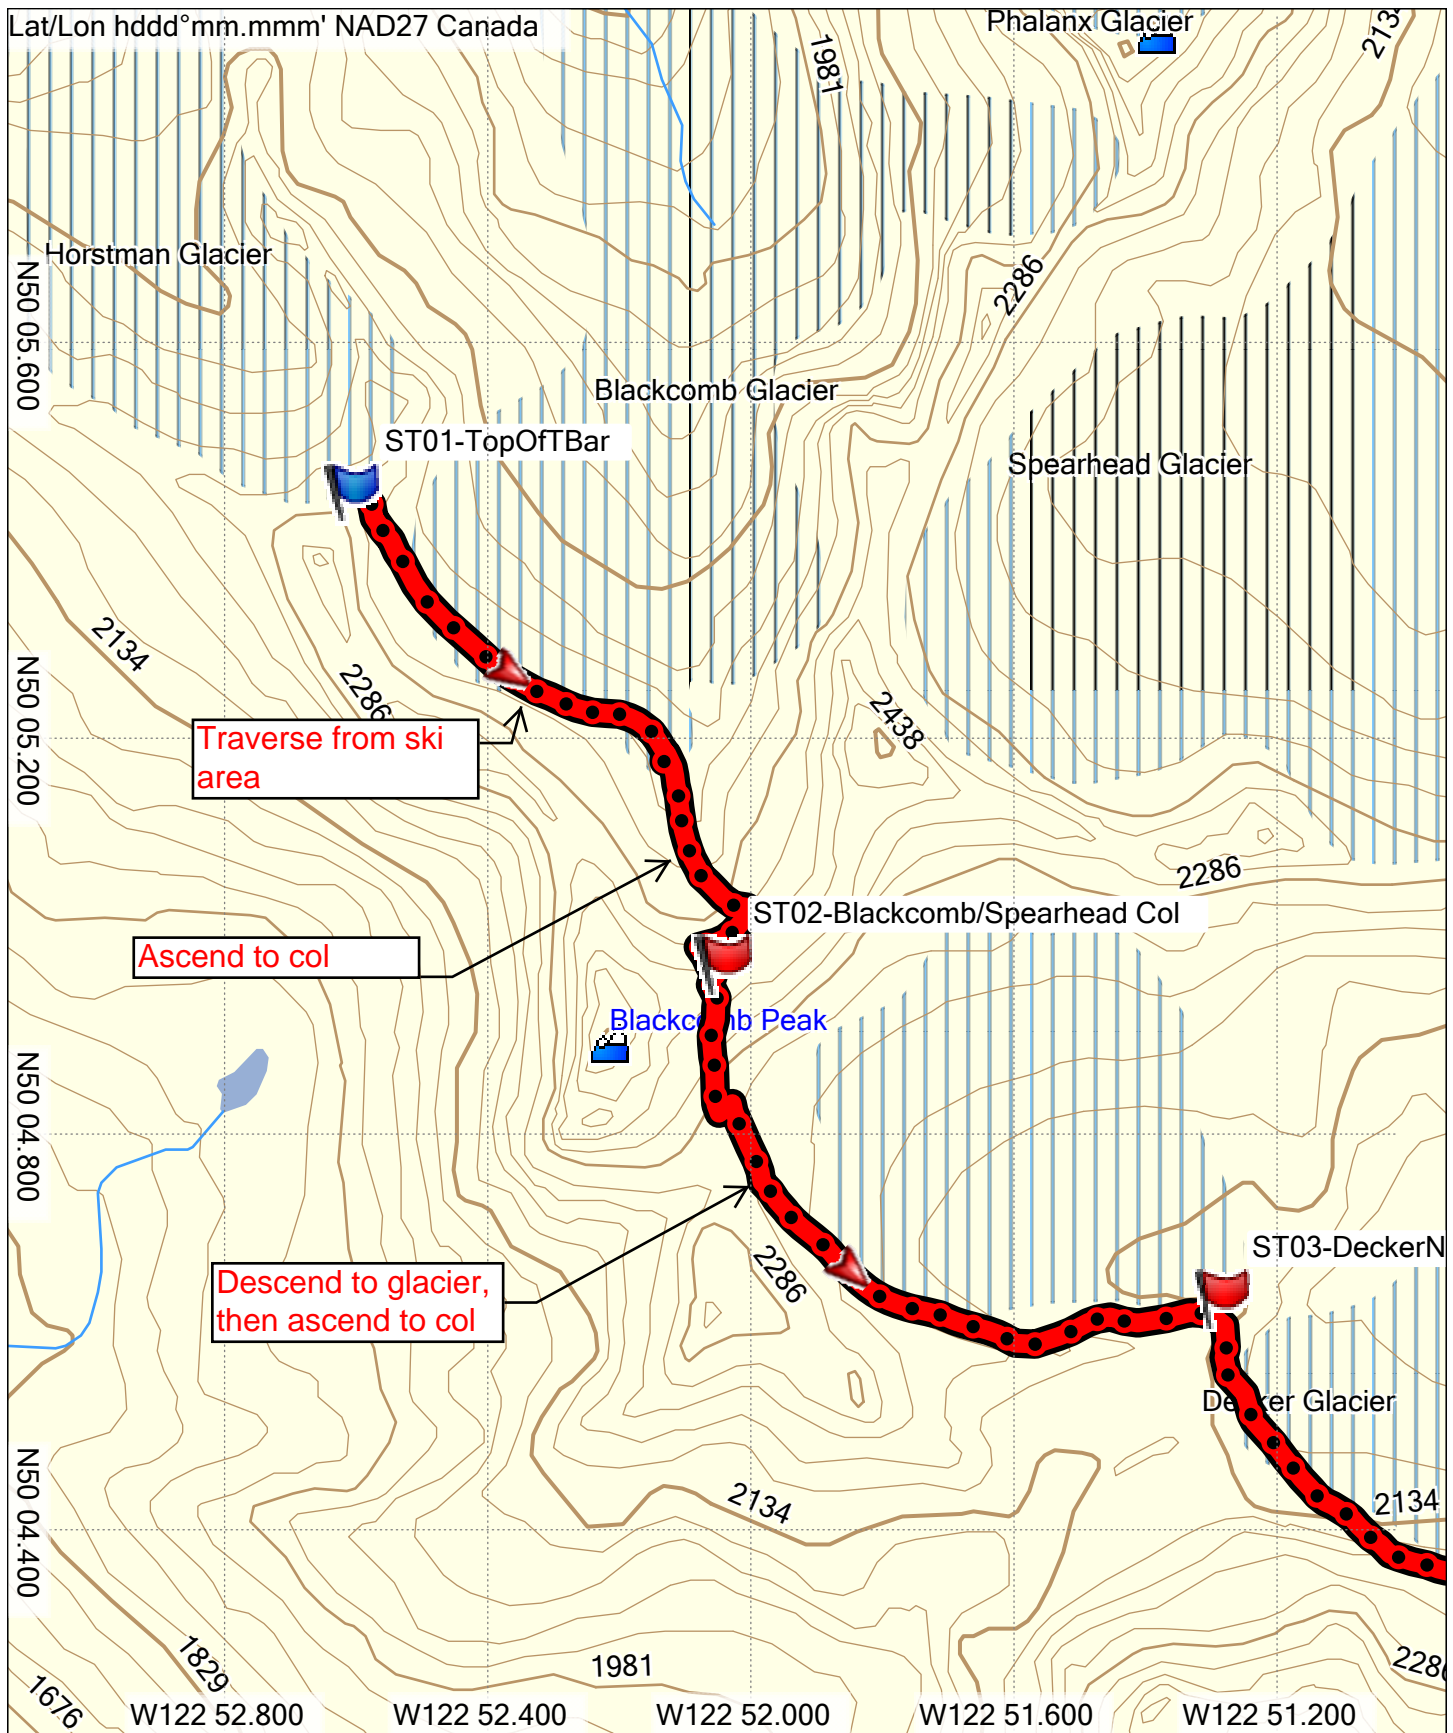 Lat/Lon hddd°mm.mmm' NAD27 Canada
Phalanx Glacier
1981
2134
Horstman Glacier
2286
N50 05.600
Blackcomb Glacier
ST01-TopOfTBar
Spearhead Glacier
2134
2286
2438
N50 05.200
Traverse from ski
area
2286
ST02-Blackcomb/Spearhead Col
Ascend to col
Blackcomb Peak
N50 04.800
ST03-DeckerN
2286
Descend to glacier,
then ascend to col
Decker Glacier
N50 04.400
2134
2134
1829
1981
2286
1676
W122 52.800
W122 52.400
W122 52.000
W122 51.600
W122 51.200